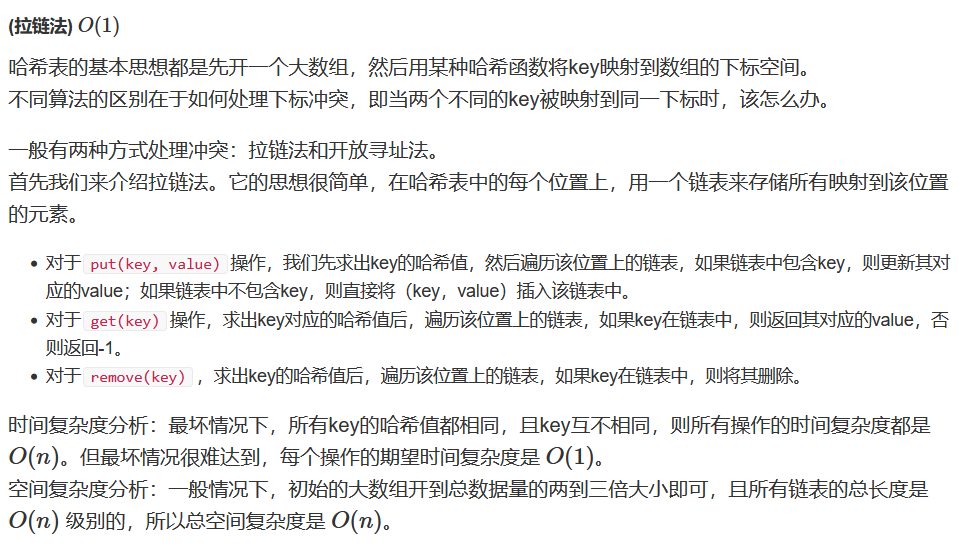 (拉链法) O(1)
哈希表的基本思想都是先开一个大数组，然后用某种哈希函数将key映射到数组的下标空间。
不同算法的区别在于如何处理下标冲突，即当两个不同的key被映射到同一下标时，该怎么办。
一般有两种方式处理冲突：拉链法和开放寻址法。
首先我们来介绍拉链法。它的思想很简单，在哈希表中的每个位置上，用一个链表来存储所有映射到该位置
的元素。
• 对于 put(key, value) 操作，我们先求出key的哈希值，然后遍历该位置上的链表，如果链表中包含key，则更新其对
应的value；如果链表中不包含key，则直接将（key，value）插入该链表中。
• 对于 get(key) 操作，求出key对应的哈希值后，遍历该位置上的链表，如果key在链表中，则返回其对应的value，否
则返回-1。
• 对于 remove(key) ，求出key的哈希值后，遍历该位置上的链表，如果key在链表中，则将其删除。
时间复杂度分析：最坏情况下，所有key的哈希值都相同，且key互不相同，则所有操作的时间复杂度都是
O(n)。但最坏情况很难达到，每个操作的期望时间复杂度是 O(1)。
空间复杂度分析：一般情况下，初始的大数组开到总数据量的两到三倍大小即可，且所有链表的总长度是
O(n) 级别的，所以总空间复杂度是 O(n)。